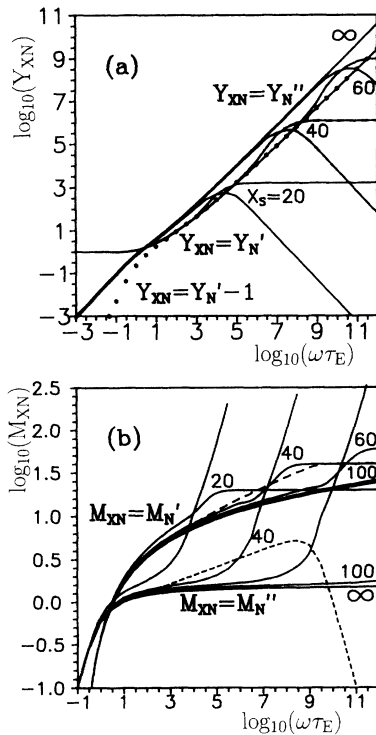 (a)
log10(YXN)
11
9
7
5
3
1
-1
-3
∞
60
YXN=YN''
40
XS=20
YXN=YN'
YXN=YN'-1
-3 -1 1 3 5 7 9 11
log10(ωτE)
(b)
log10(MXN)
2.5
2.0
1.5
1.0
0.5
0.0
-0.5
-1.0
60
40
20
100
MXN=MN'
40
100
∞
MXN=MN''
-1 1 3 5 7 9 11
log10(ωτE)